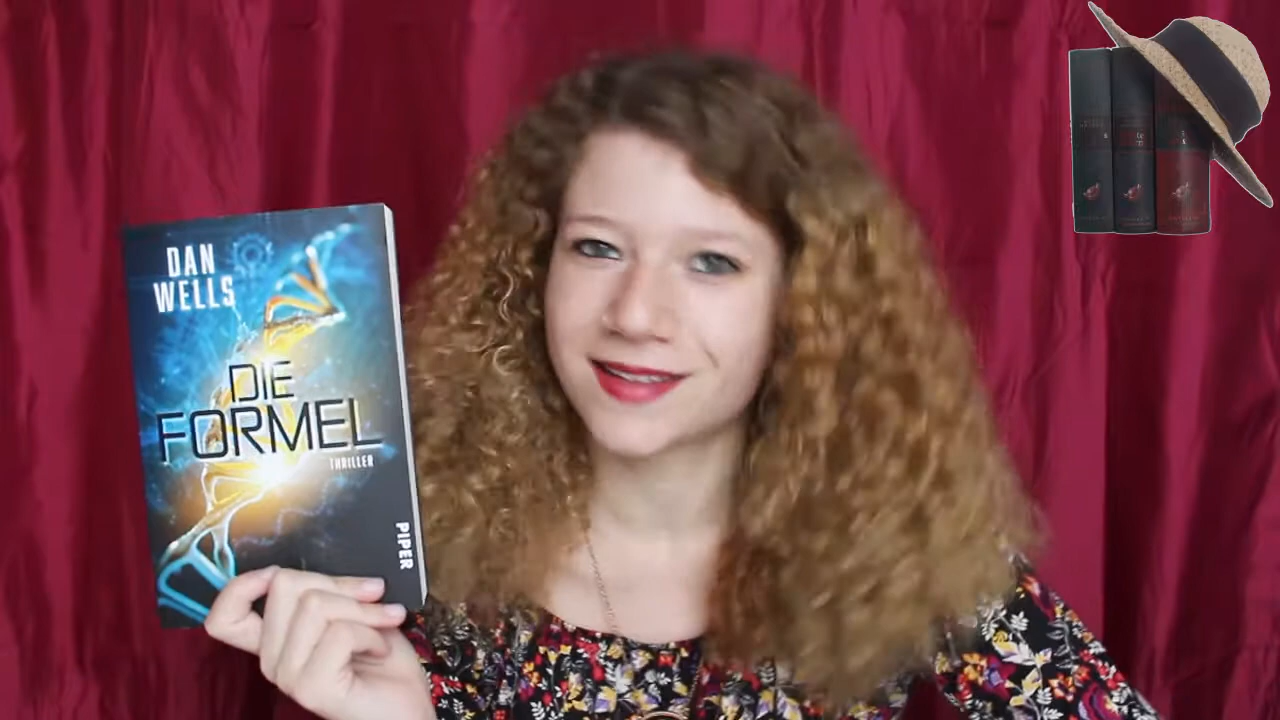 DAN
WELLS
DIE
FORMEL
THRILLER
PIPER